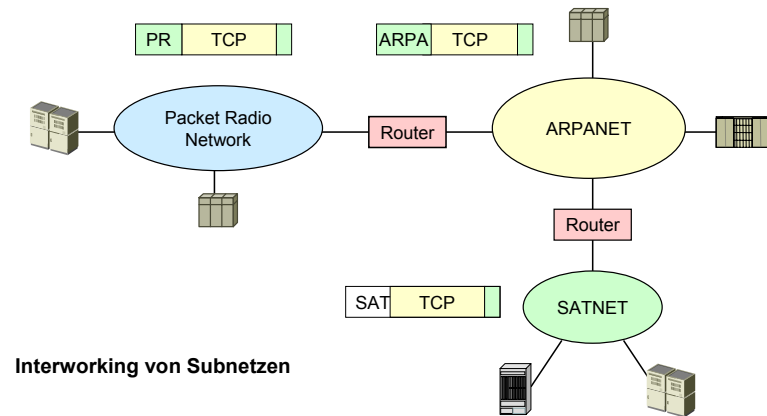 PR TCP
ARPA TCP
Packet Radio
Network
Router
ARPANET
Router
SAT TCP
SATNET
Interworking von Subnetzen